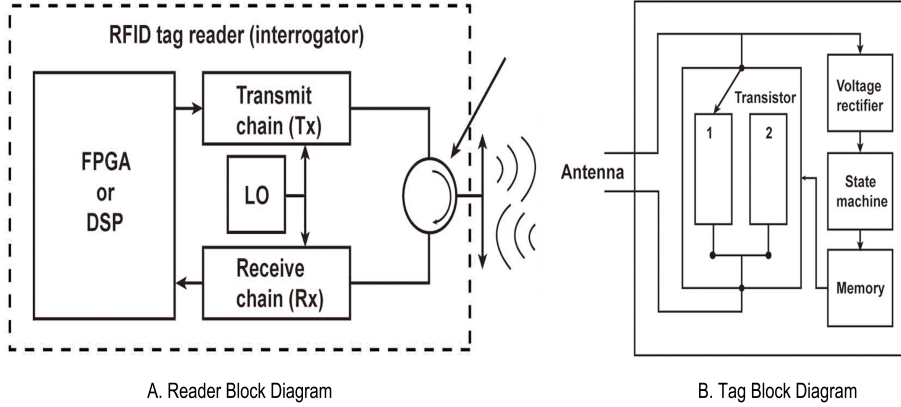 RFID tag reader (interrogator)
Transmit
chain (Tx)
FPGA
or
DSP
LO
Receive
chain (Rx)
A. Reader Block Diagram
Voltage
rectifier
Transistor
1
2
Antenna
State
machine
Memory
B. Tag Block Diagram